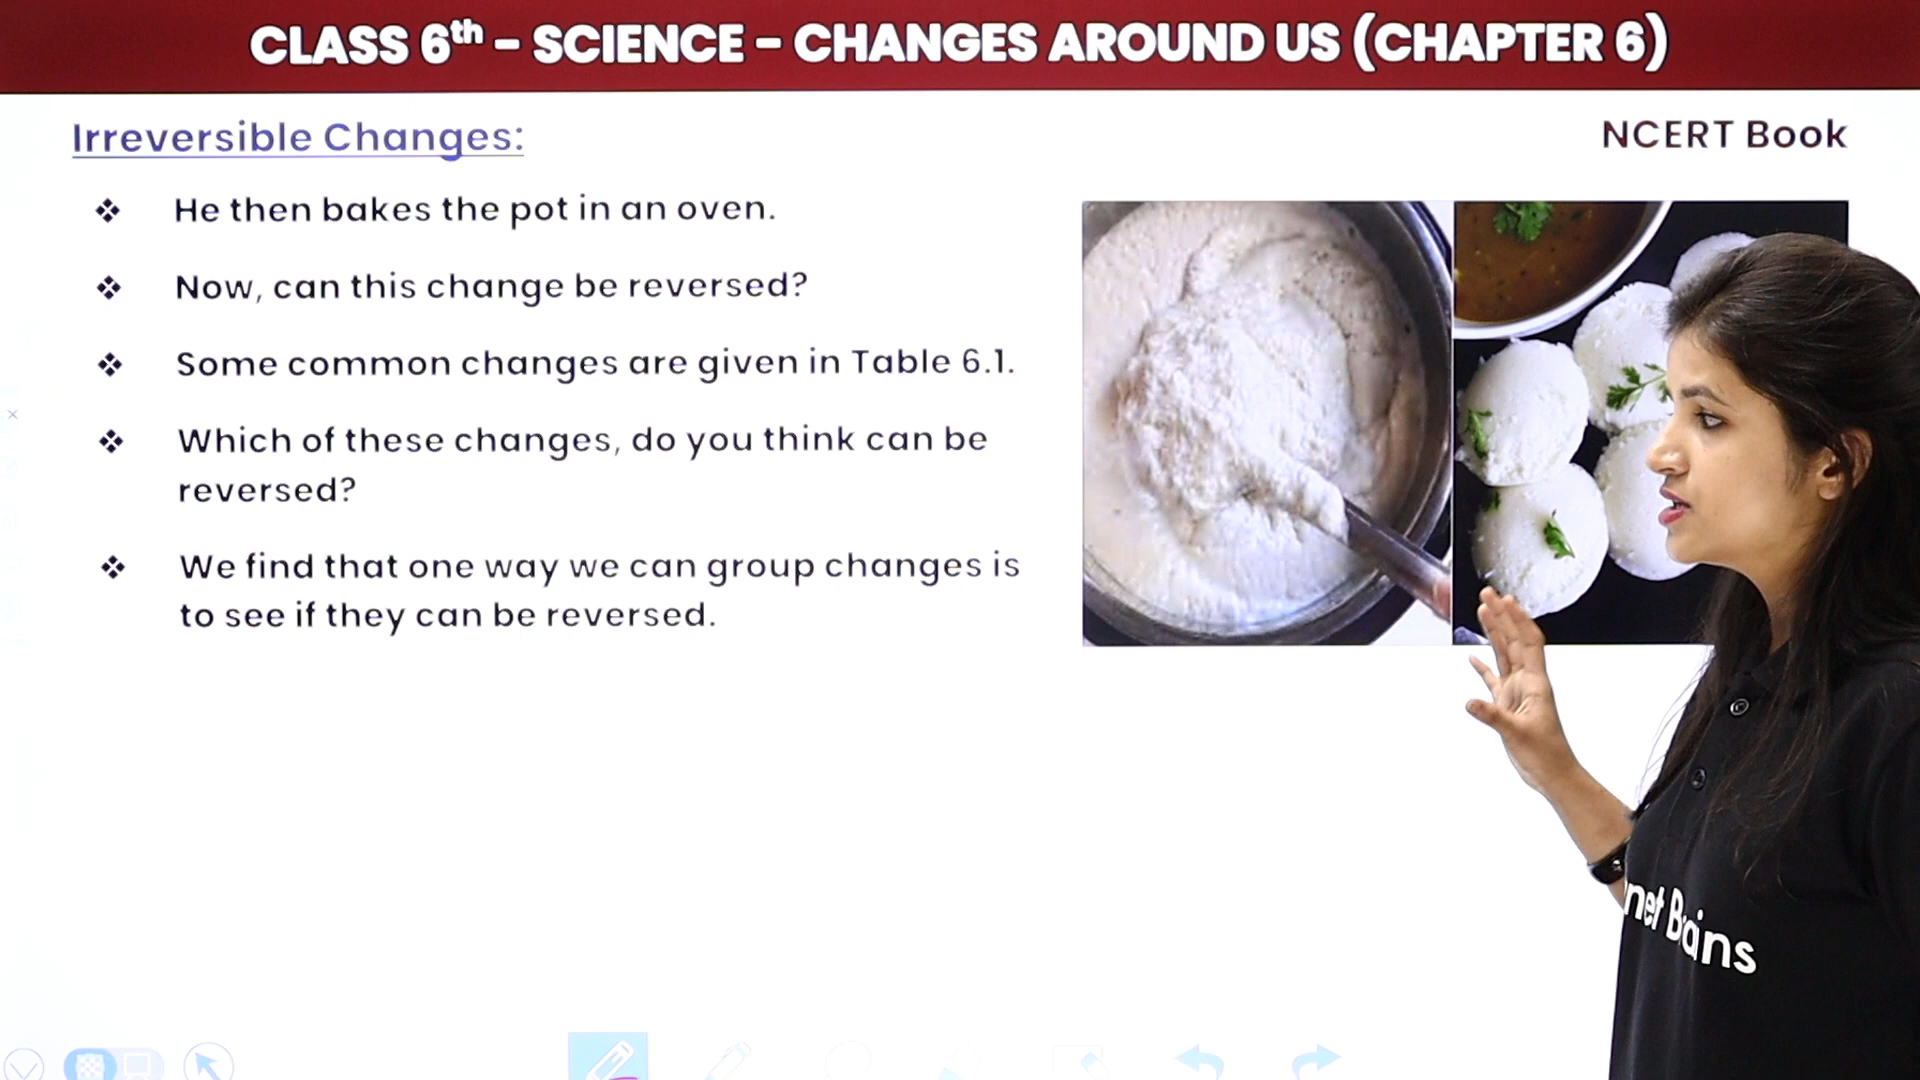 CLASS 6th – SCIENCE – CHANGES AROUND US (CHAPTER 6)
Irreversible Changes:
NCERT Book
❖ He then bakes the pot in an oven.
❖ Now, can this change be reversed?
❖ Some common changes are given in Table 6.1.
❖ Which of these changes, do you think can be
reversed?
❖ We find that one way we can group changes is
to see if they can be reversed.
net Brains